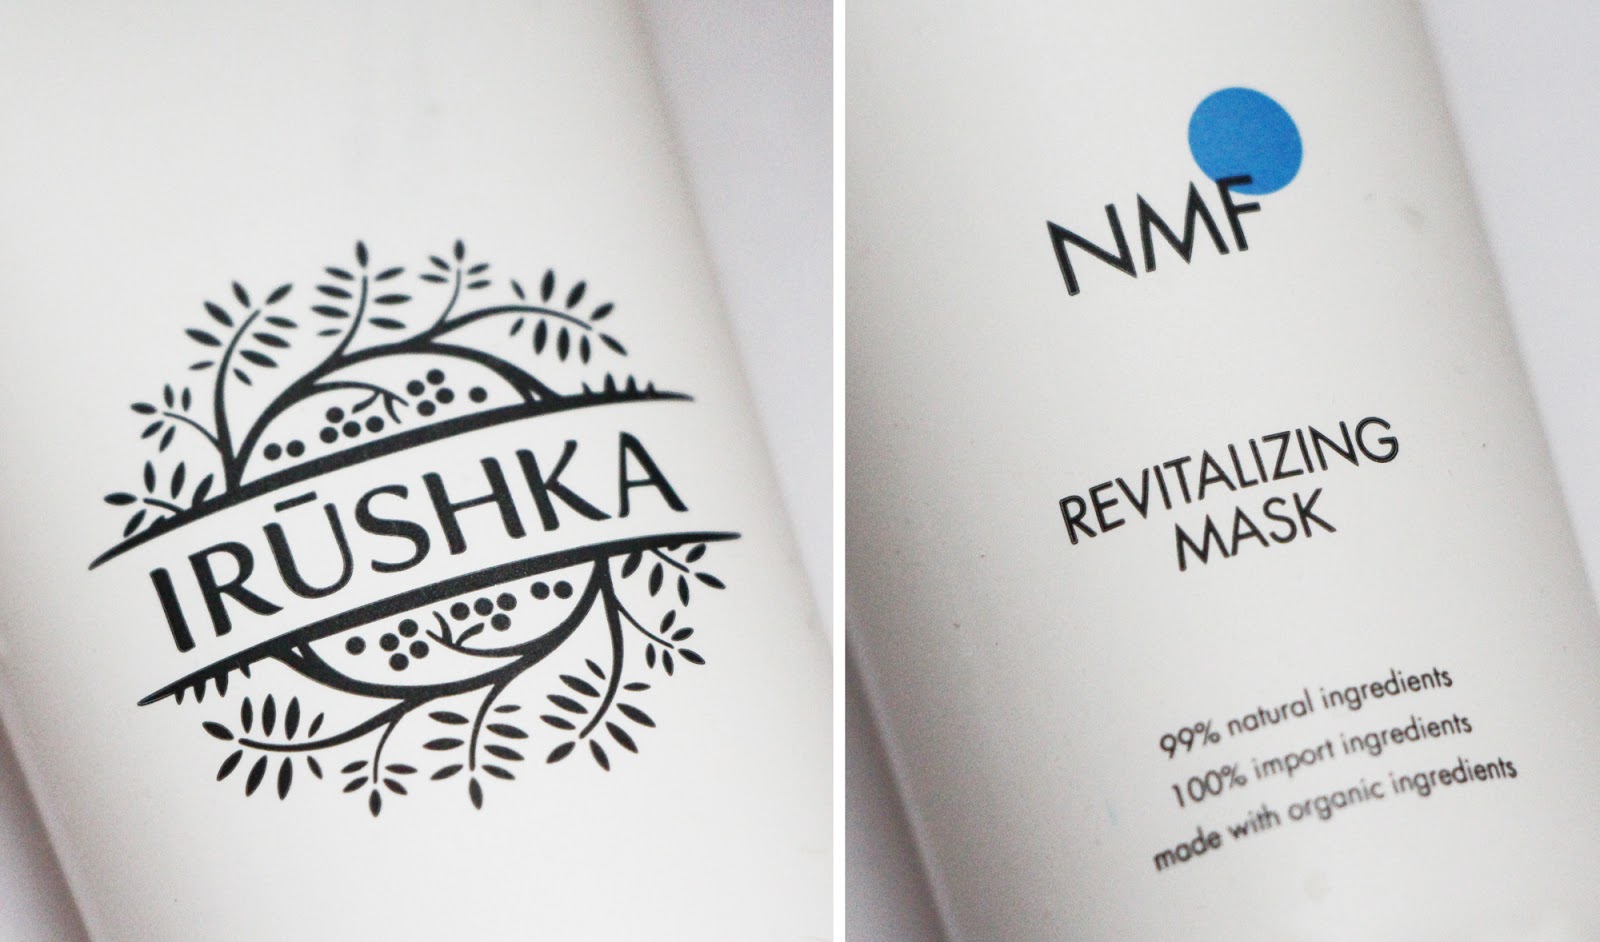 IRŪSHKA
NMF
REVITALIZING
MASK
99% natural ingredients
100% import ingredients
made with organic ingredients